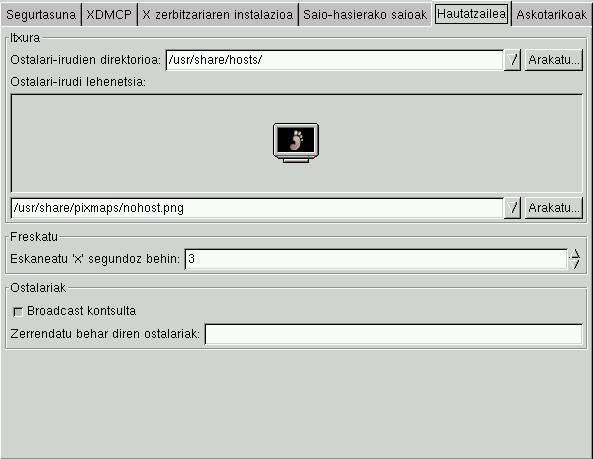 Segurtasuna XDMCP X zerbitzariaren instalazioa Saio-hasierako saioak Hautatzailea Askotarikoak
Itxura
Ostalari-irudien direktorioa: /usr/share/hosts/ Arakatu...
Ostalari-irudi lehenetsia:
/usr/share/pixmaps/nohost.png Arakatu...
Freskatu
Eskaneatu 'x' segundoz behin: 3
Ostalariak
Broadcast kontsulta
Zerrendatu behar diren ostalariak: